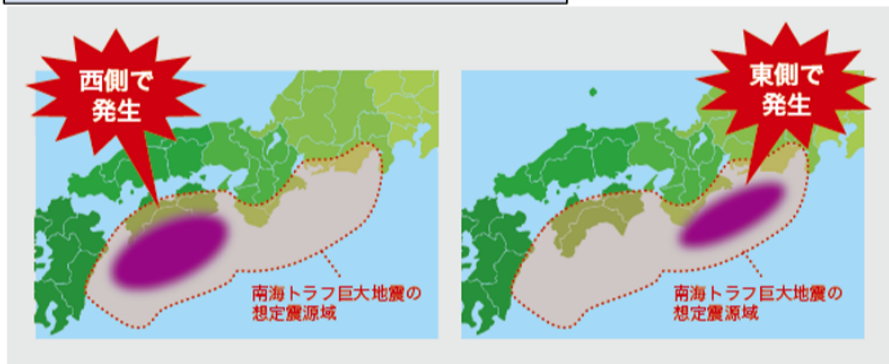 西側で
発生
南海トラフ巨大地震の
想定震源域
東側で
発生
南海トラフ巨大地震の
想定震源域